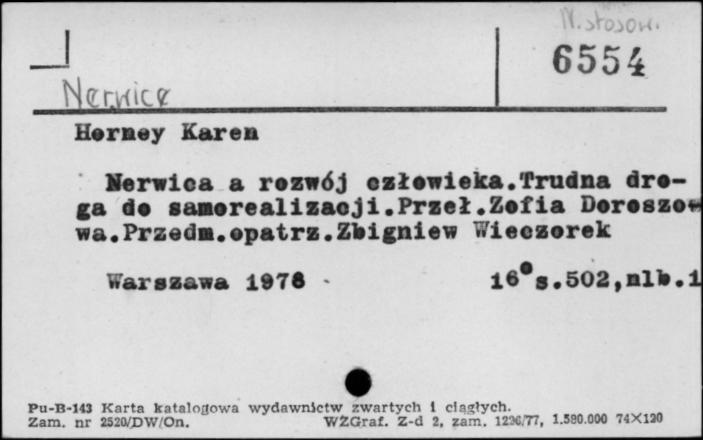 N. stosow.
6554
Nerwice
Horney Karen
Nerwica a rozwój człowieka.Trudna dro-
ga do samorealizacji.Przeł.Zofia Doroszow
wa.Przedm.opatrz.Zbigniew Wieczorek
Warszawa 1978 16° s.502,nlb.1
Pu-B-143 Karta katalogowa wydawnictw zwartych i ciągłych.
Zam. nr 2520/DW/On. WZGraf. Z-d 2, zam. 1236/77, 1.580.000 74X120